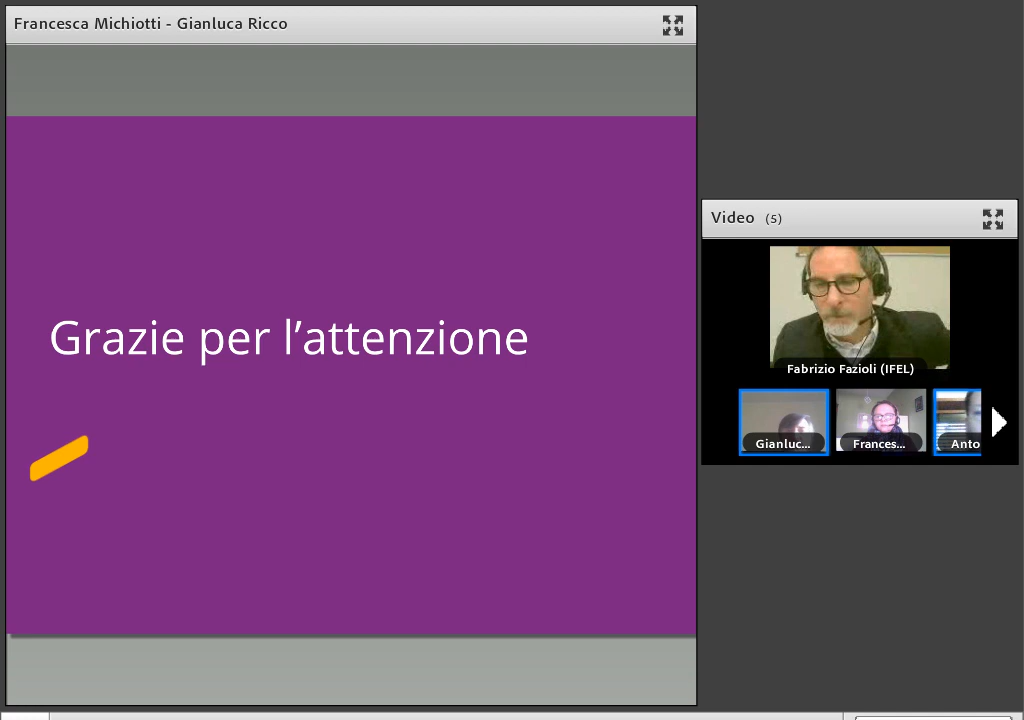 Francesca Michiotti - Gianluca Ricco
Grazie per l’attenzione
Video (5)
Fabrizio Fazioli (IFEL)
Gianluc...
Frances...
Anto